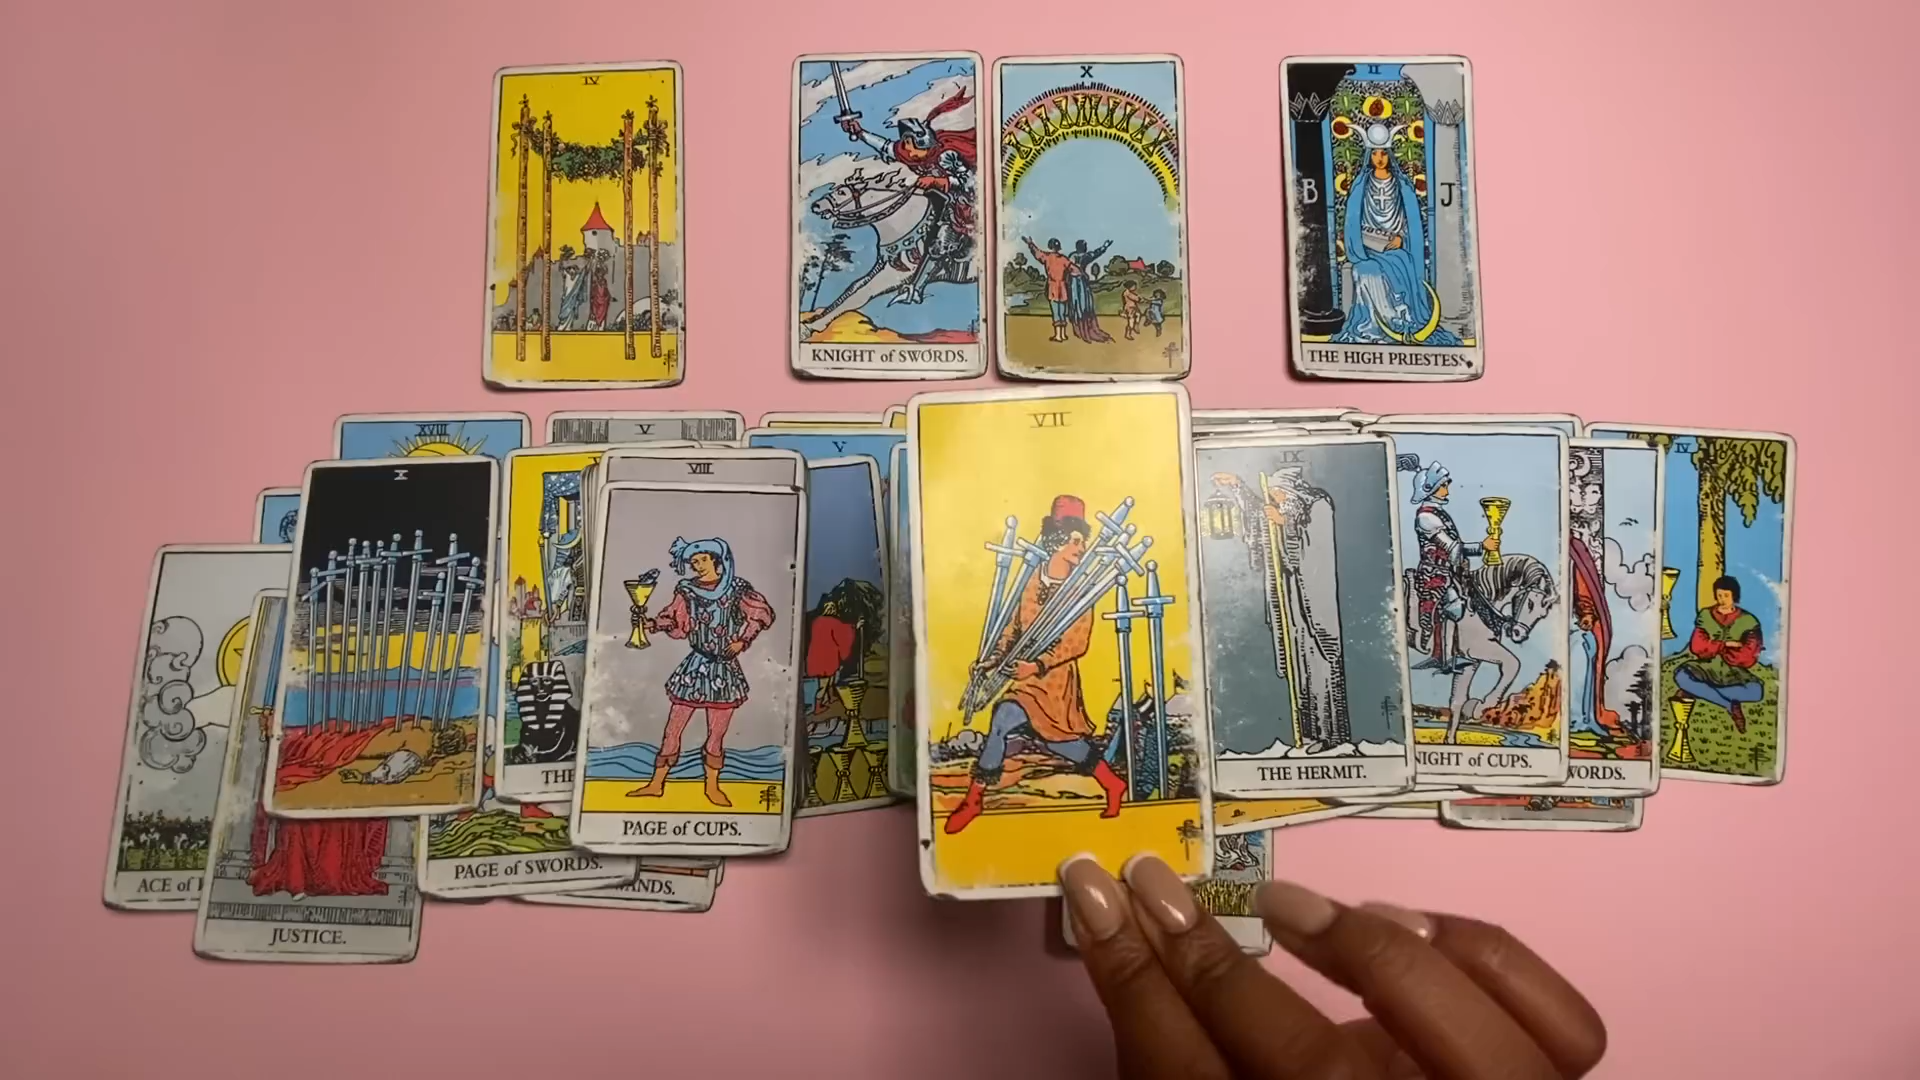 IV
KNIGHT of SWORDS.
X
II
B
J
THE HIGH PRIESTESS.
XVIII
V
V
IV
X
VIII
VII
IX
THE
PAGE of CUPS.
THE HERMIT.
NIGHT of CUPS.
WORDS.
ACE of
PAGE of SWORDS.
ANDS.
JUSTICE.